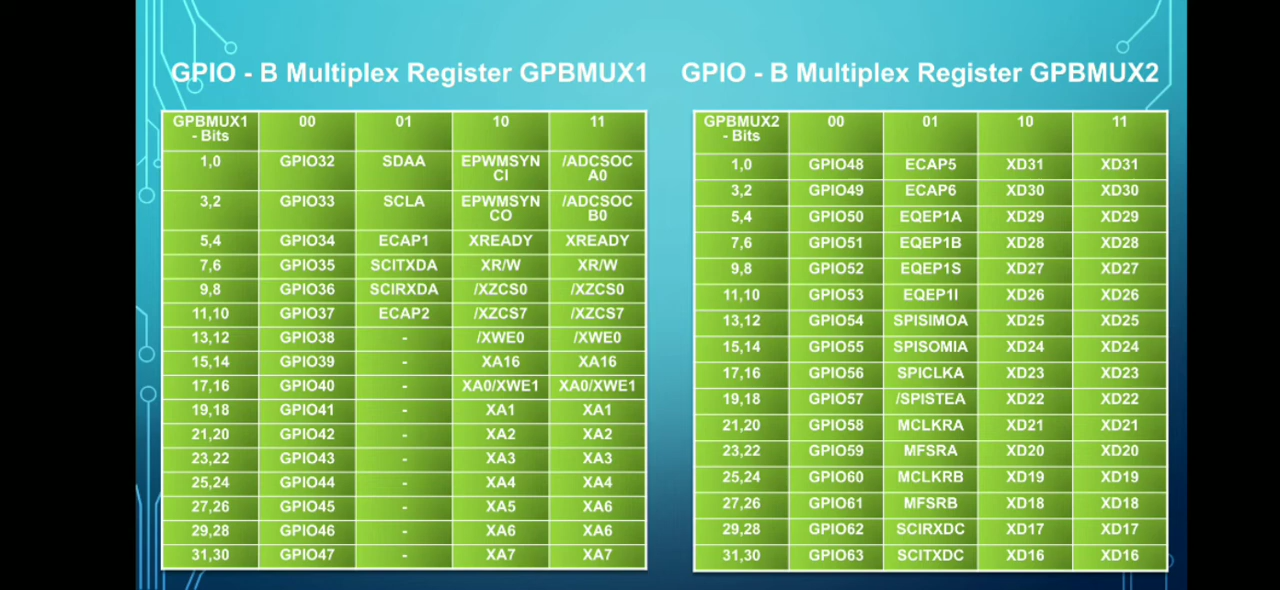 GPIO - B Multiplex Register GPBMUX1
GPBMUX1 - Bits 00 01 10 11
1,0 GPIO32 SDAA EPWMSYNCI /ADCSOCA0
3,2 GPIO33 SCLA EPWMSYNCO /ADCSOCB0
5,4 GPIO34 ECAP1 XREADY XREADY
7,6 GPIO35 SCITXDA XR/W XR/W
9,8 GPIO36 SCIRXDA /XZCS0 /XZCS0
11,10 GPIO37 ECAP2 /XZCS7 /XZCS7
13,12 GPIO38 - /XWE0 /XWE0
15,14 GPIO39 - XA16 XA16
17,16 GPIO40 - XA0/XWE1 XA0/XWE1
19,18 GPIO41 - XA1 XA1
21,20 GPIO42 - XA2 XA2
23,22 GPIO43 - XA3 XA3
25,24 GPIO44 - XA4 XA4
27,26 GPIO45 - XA5 XA6
29,28 GPIO46 - XA6 XA6
31,30 GPIO47 - XA7 XA7
GPIO - B Multiplex Register GPBMUX2
GPBMUX2 - Bits 00 01 10 11
1,0 GPIO48 ECAP5 XD31 XD31
3,2 GPIO49 ECAP6 XD30 XD30
5,4 GPIO50 EQEP1A XD29 XD29
7,6 GPIO51 EQEP1B XD28 XD28
9,8 GPIO52 EQEP1S XD27 XD27
11,10 GPIO53 EQEP1I XD26 XD26
13,12 GPIO54 SPISIMOA XD25 XD25
15,14 GPIO55 SPISOMIA XD24 XD24
17,16 GPIO56 SPICLKA XD23 XD23
19,18 GPIO57 /SPISTEA XD22 XD22
21,20 GPIO58 MCLKRA XD21 XD21
23,22 GPIO59 MFSRA XD20 XD20
25,24 GPIO60 MCLKRB XD19 XD19
27,26 GPIO61 MFSRB XD18 XD18
29,28 GPIO62 SCIRXDC XD17 XD17
31,30 GPIO63 SCITXDC XD16 XD16